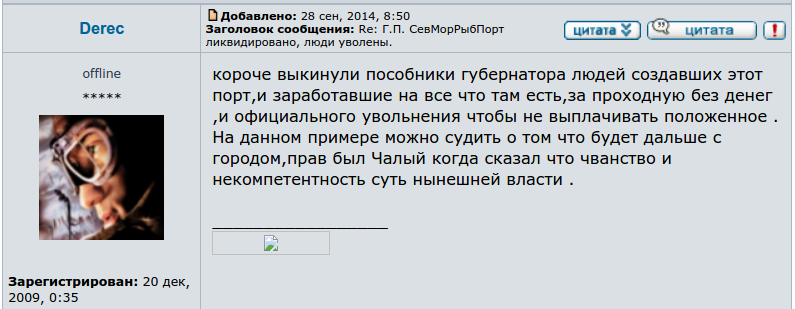 Derec
Добавлено: 28 сен, 2014, 8:50
Заголовок сообщения: Re: Г.П. СевМорРыбПорт
ликвидировано, люди уволены.
цитата
цитата
!
offline
*****
короче выкинули пособники губернатора людей создавших этот
порт,и заработавшие на все что там есть,за проходную без денег
,и официального увольнения чтобы не выплачивать положенное .
На данном примере можно судить о том что будет дальше с
городом,прав был Чалый когда сказал что чванство и
некомпетентность суть нынешней власти .
_________________
Зарегистрирован: 20 дек,
2009, 0:35